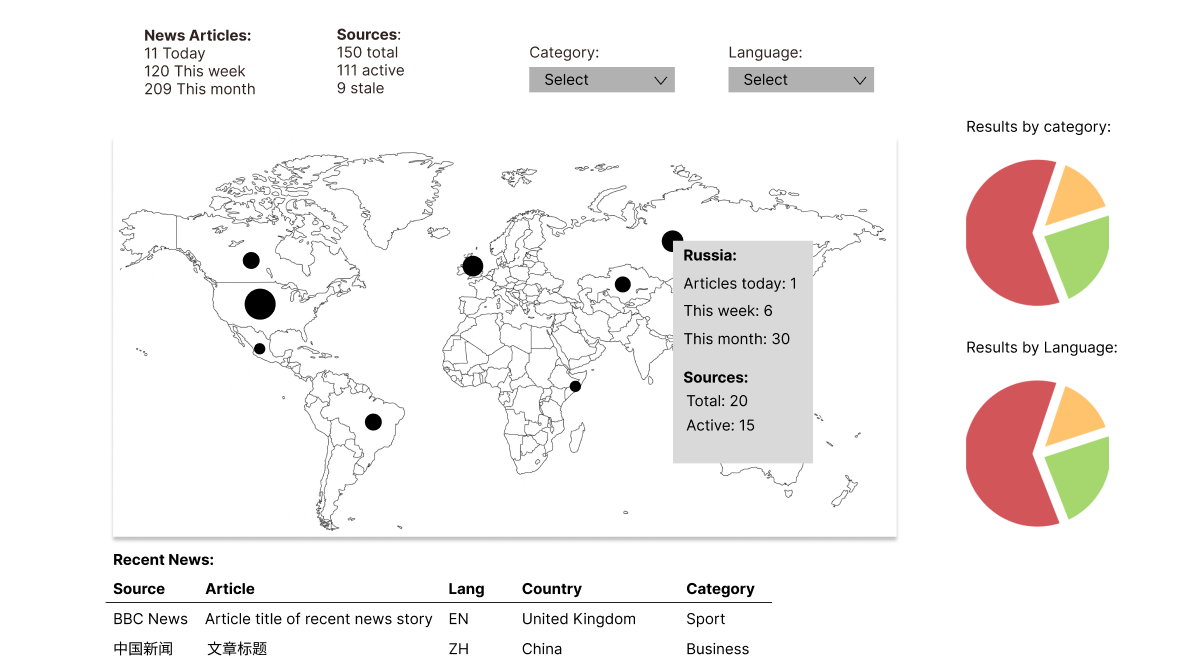 News Articles:
11 Today
120 This week
209 This month
Sources:
150 total
111 active
9 stale
Category:
Select
Language:
Select
Results by category:
Russia:
Articles today: 1
This week: 6
This month: 30
Sources:
Total: 20
Active: 15
Results by Language:
Recent News:
Source Article Lang Country Category
BBC News Article title of recent news story EN United Kingdom Sport
中国新闻 文章标题 ZH China Business